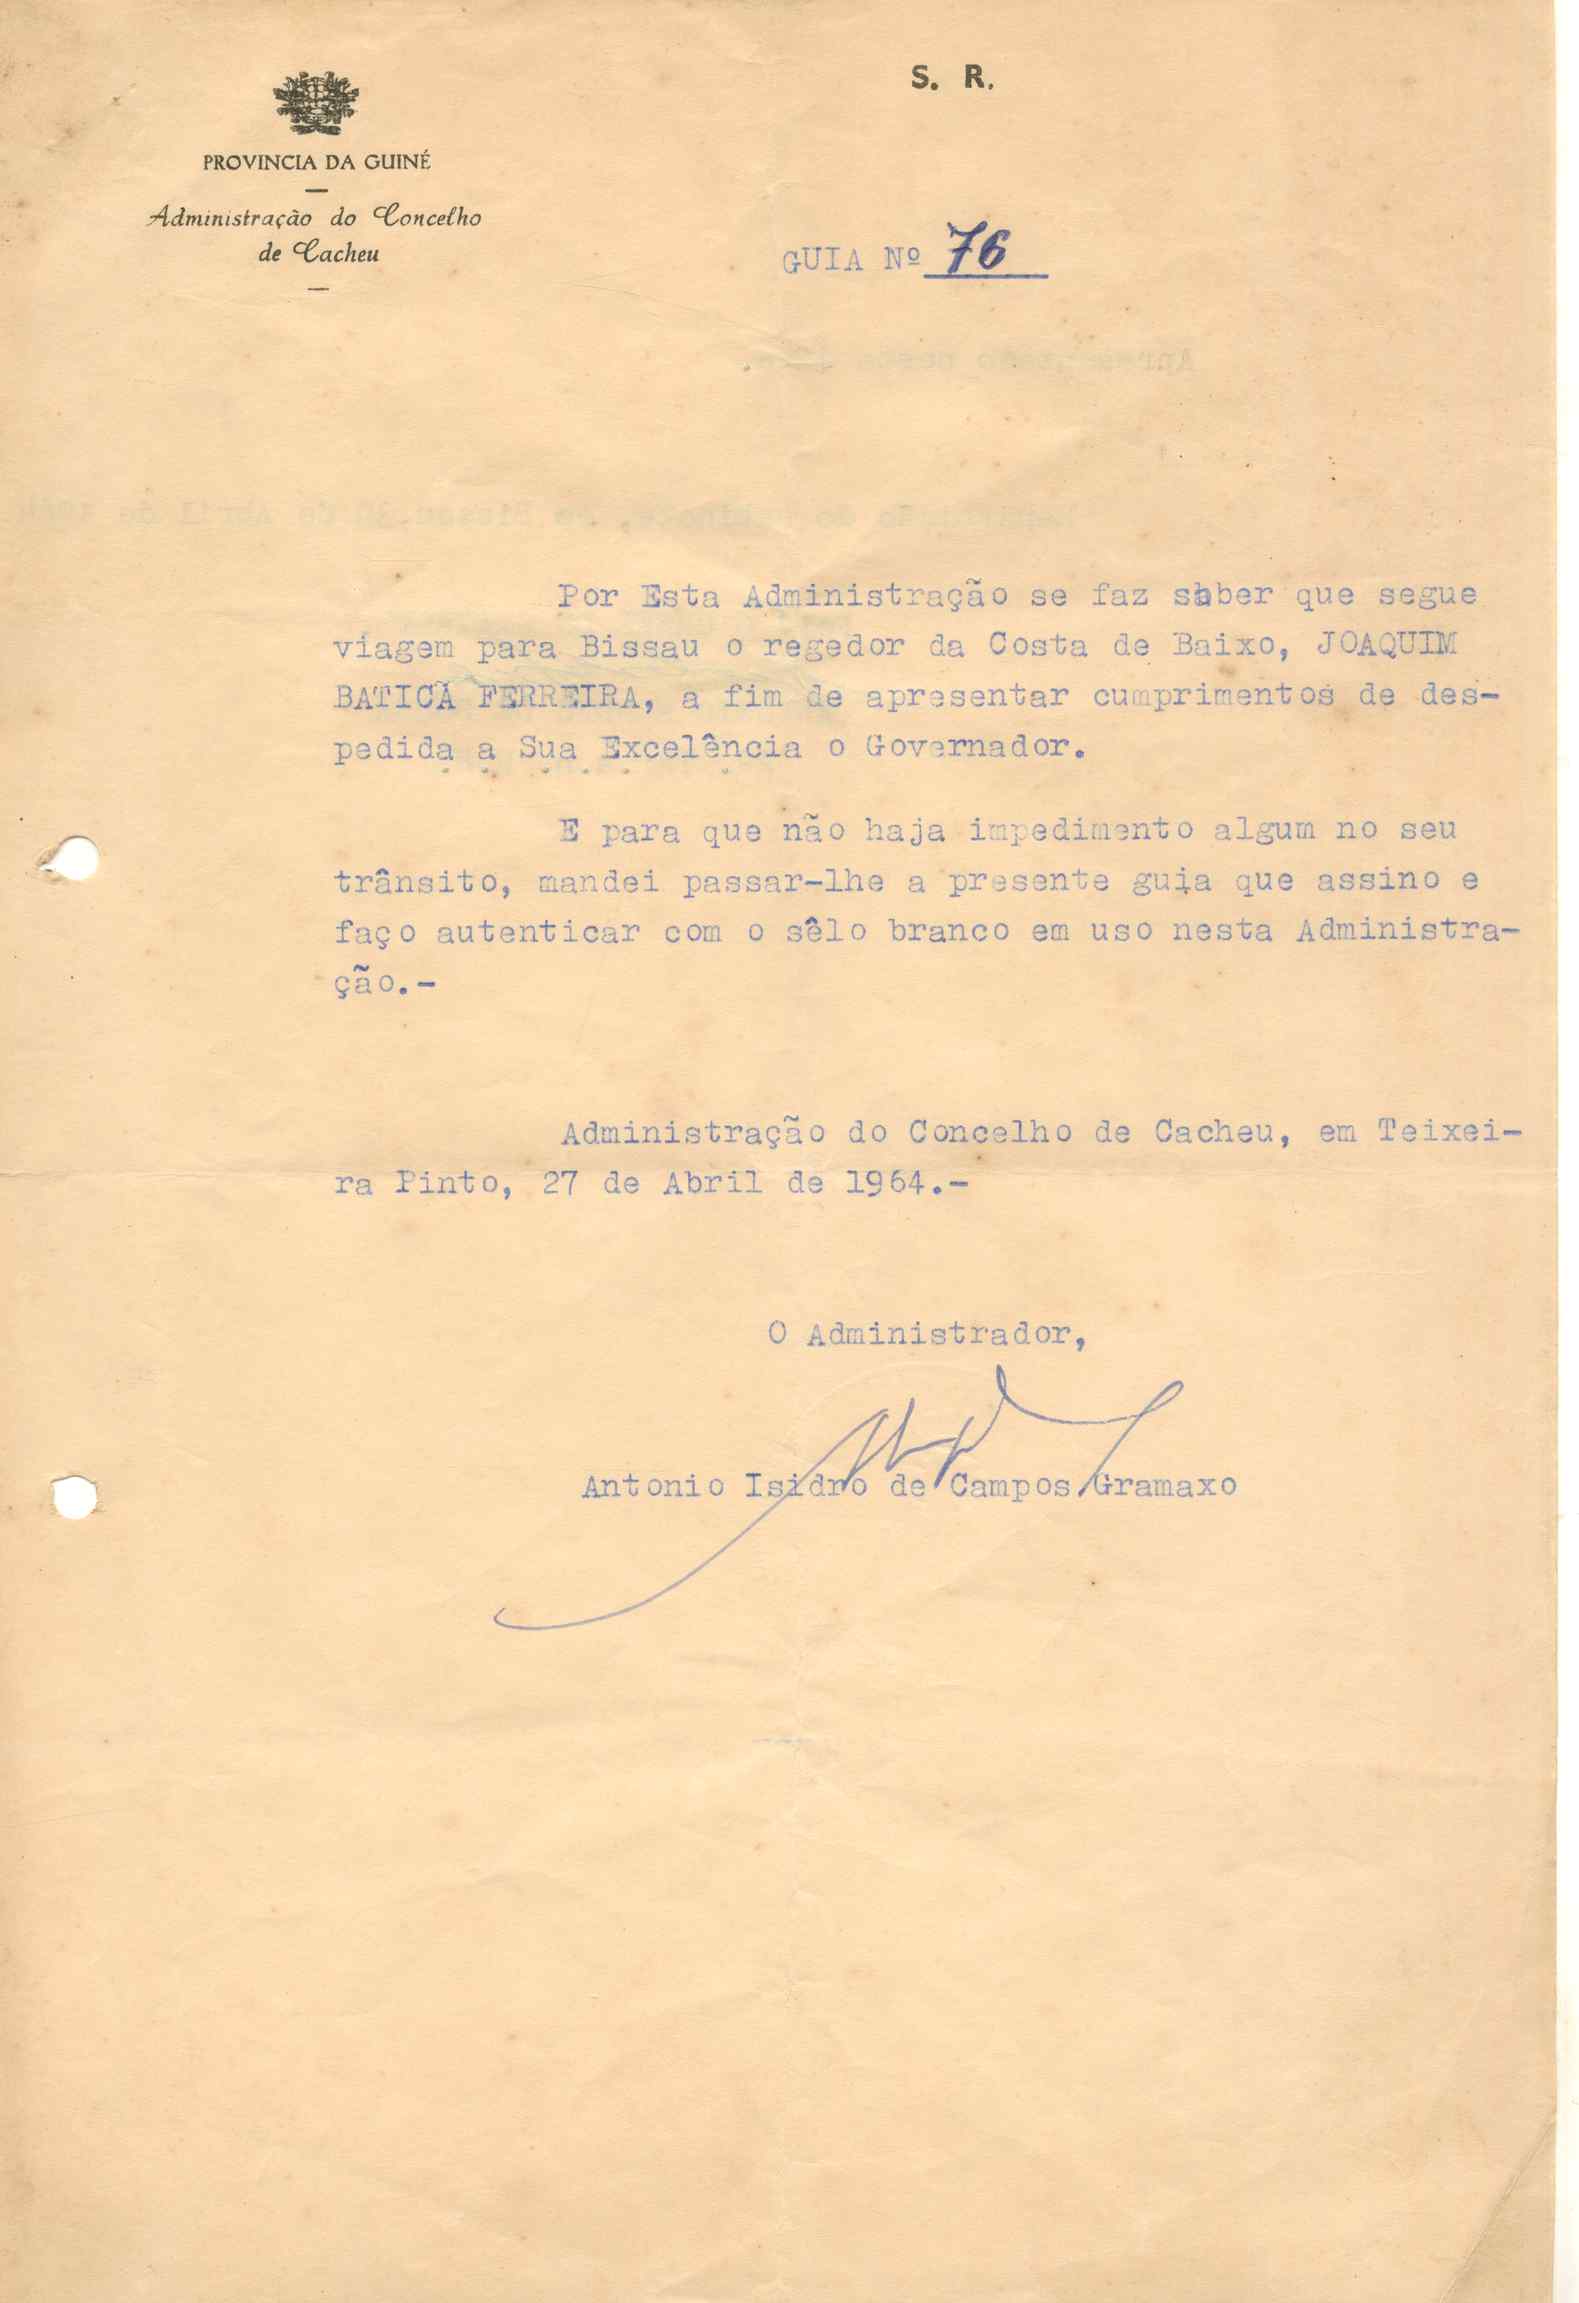 S. R.
PROVINCIA DA GUINÉ
Administração do Concelho
de Cacheu
GUIA Nº 76
Por Esta Administração se faz saber que segue
viagem para Bissau o regedor da Costa de Baixo, JOAQUIM
BATICÃ FERREIRA, a fim de apresentar cumprimentos de des-
pedida a Sua Excelência o Governador.
E para que não haja impedimento algum no seu
trânsito, mandei passar-lhe a presente guia que assino e
faço autenticar com o sêlo branco em uso nesta Administra-
ção.-
Administração do Concelho de Cacheu, em Teixei-
ra Pinto, 27 de Abril de 1964.-
O Administrador,
Antonio Isidro de Campos Gramaxo